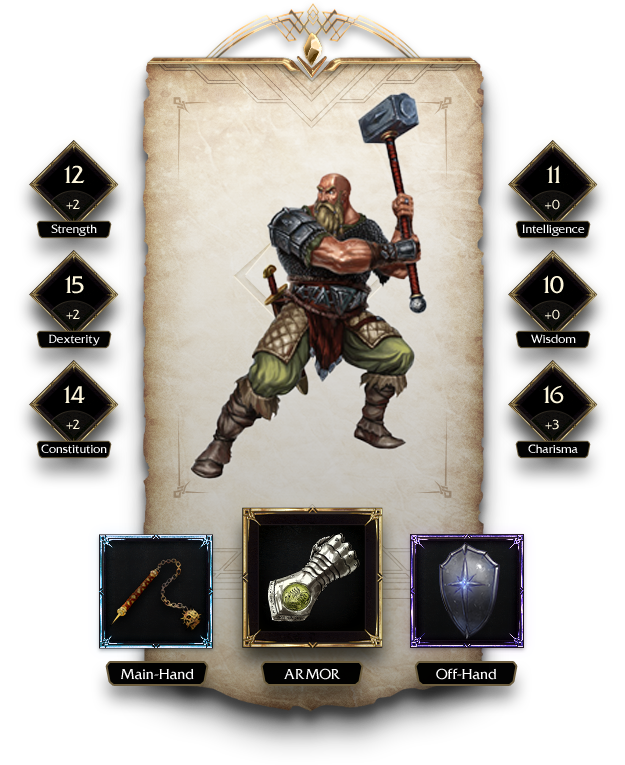 12
+2
Strength
11
+0
Intelligence
15
+2
Dexterity
10
+0
Wisdom
14
+2
Constitution
16
+3
Charisma
Main-Hand
ARMOR
Off-Hand